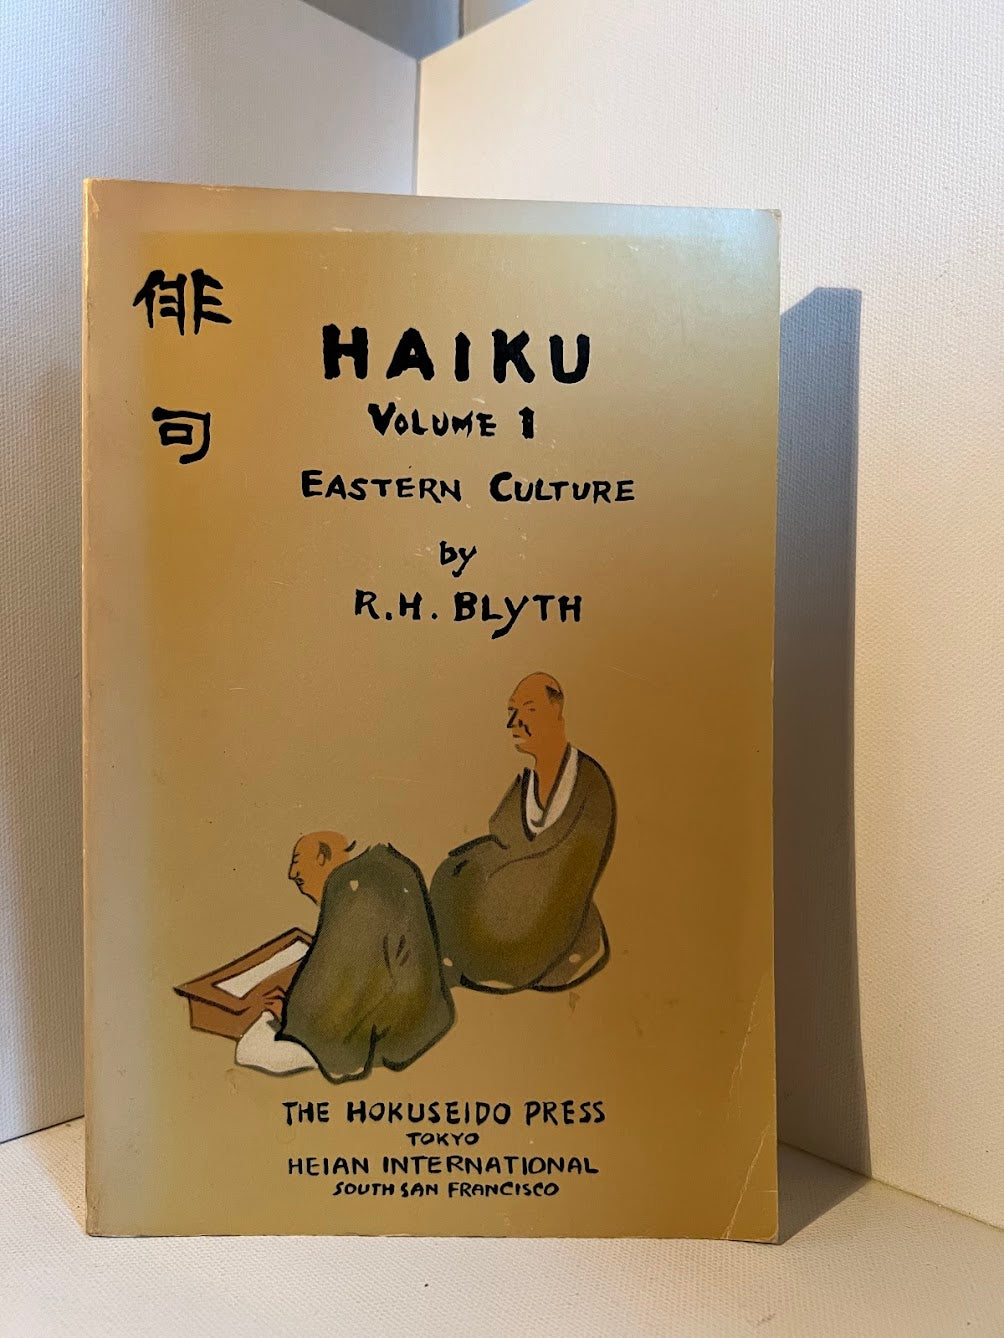 俳
句
HAIKU
VOLUME 1
EASTERN CULTURE
by
R.H. BLYTH
THE HOKUSEIDO PRESS
TOKYO
HEIAN INTERNATIONAL
SOUTH SAN FRANCISCO